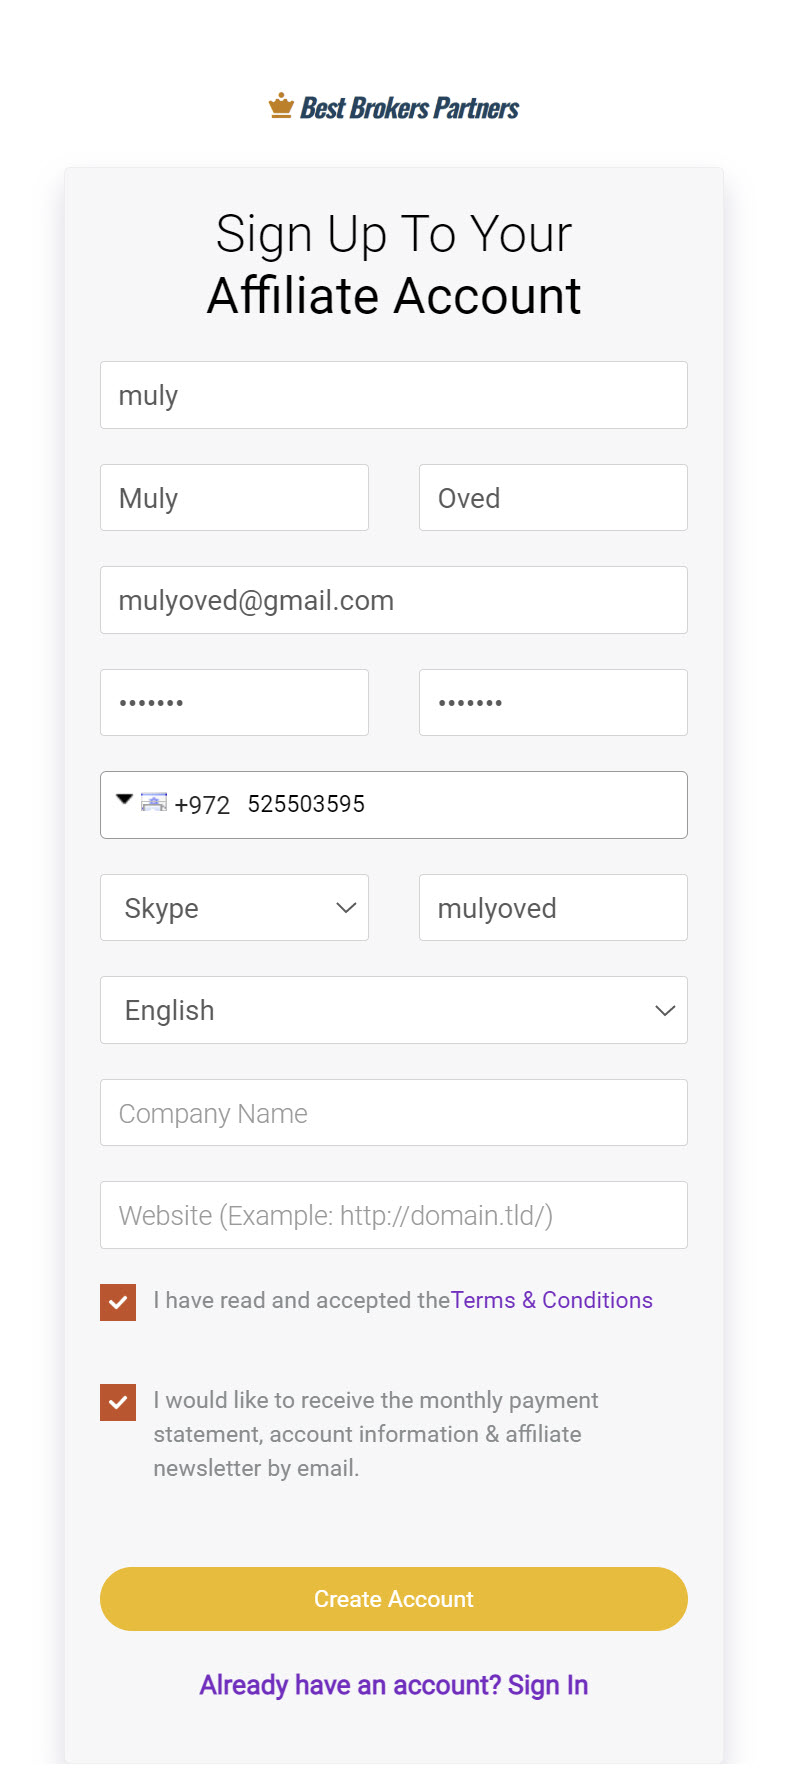 Best Brokers Partners
Sign Up To Your
Affiliate Account
muly
Muly
Oved
mulyoved@gmail.com
•••••••
•••••••
+972 525503595
Skype
mulyoved
English
Company Name
Website (Example: http://domain.tld/)
I have read and accepted theTerms & Conditions
I would like to receive the monthly payment
statement, account information & affiliate
newsletter by email.
Create Account
Already have an account? Sign In